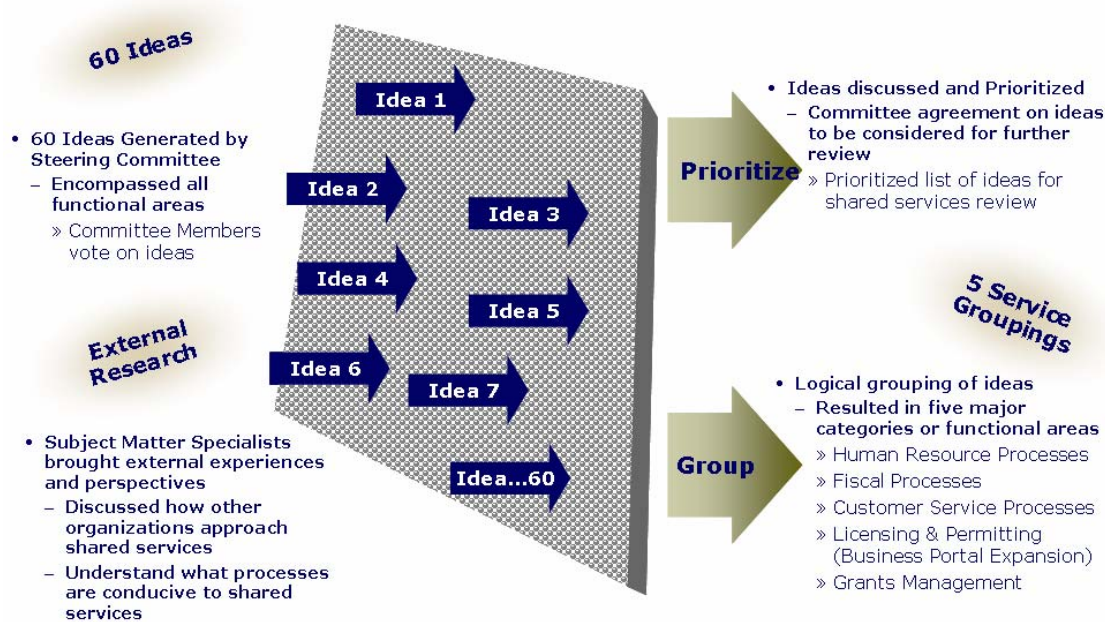 60 Ideas
• 60 Ideas Generated by
Steering Committee
– Encompassed all
functional areas
» Committee Members
vote on ideas
External
Research
• Subject Matter Specialists
brought external experiences
and perspectives
– Discussed how other
organizations approach
shared services
– Understand what processes
are conducive to shared
services
Idea 1
Idea 2
Idea 3
Idea 4
Idea 5
Idea 6
Idea 7
Idea...60
Prioritize
• Ideas discussed and Prioritized
– Committee agreement on ideas
to be considered for further
review
» Prioritized list of ideas for
shared services review
5 Service
Groupings
Group
• Logical grouping of ideas
– Resulted in five major
categories or functional areas
» Human Resource Processes
» Fiscal Processes
» Customer Service Processes
» Licensing & Permitting
(Business Portal Expansion)
» Grants Management